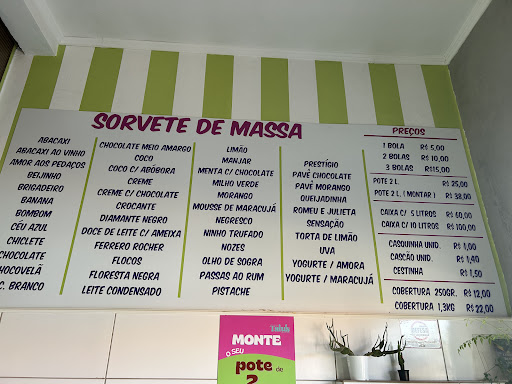 SORVETE DE MASSA
ABACAXI
ABACAXI AO VINHO
AMOR AOS PEDAÇOS
BEIJINHO
BRIGADEIRO
BANANA
BOMBOM
CÉU AZUL
CHICLETE
CHOCOLATE
HOCOVELÃ
C. BRANCO
CHOCOLATE MEIO AMARGO
COCO
COCO C/ ABÓBORA
CREME
CREME C/ CHOCOLATE
CROCANTE
DIAMANTE NEGRO
DOCE DE LEITE C/ AMEIXA
FERRERO ROCHER
FLOCOS
FLORESTA NEGRA
LEITE CONDENSADO
LIMÃO
MANJAR
MENTA C/ CHOCOLATE
MILHO VERDE
MORANGO
MOUSSE DE MARACUJÁ
NEGRESCO
NINHO TRUFADO
NOZES
OLHO DE SOGRA
PASSAS AO RUM
PISTACHE
PRESTÍGIO
PAVÊ CHOCOLATE
PAVÊ MORANGO
QUEIJADINHA
ROMEU E JULIETA
SENSAÇÃO
TORTA DE LIMÃO
UVA
YOGURTE / AMORA
YOGURTE / MARACUJÁ
PREÇOS
1 BOLA R$ 5,00
2 BOLAS R$ 10,00
3 BOLAS R$15,00
POTE 2 L. R$ 25,00
POTE 2 L. ( MONTAR ) R$ 38,00
CAIXA C/ 5 LITROS R$ 60,00
CAIXA C/ 10 LITROS R$ 100,00
CASQUINHA UNID. R$ 1,00
CASCÃO UNID. R$ 1,40
CESTINHA R$ 1,50
COBERTURA 250GR. R$ 12,00
COBERTURA 1,3KG R$ 22,00
MONTE
O SEU
pote de
2